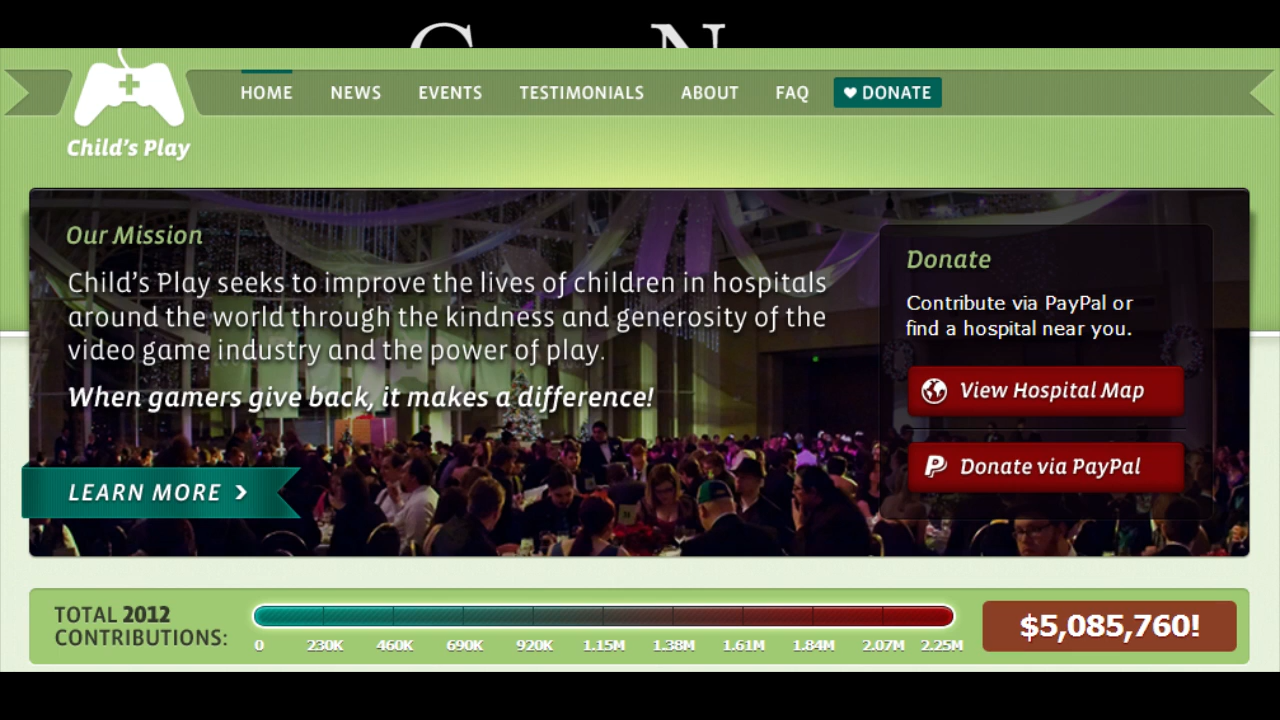 HOME NEWS EVENTS TESTIMONIALS ABOUT FAQ DONATE
Child's Play
Our Mission
Child's Play seeks to improve the lives of children in hospitals
around the world through the kindness and generosity of the
video game industry and the power of play.
When gamers give back, it makes a difference!
LEARN MORE
Donate
Contribute via PayPal or
find a hospital near you.
View Hospital Map
Donate via PayPal
TOTAL 2012
CONTRIBUTIONS:
0 230K 460K 690K 920K 1.15M 1.38M 1.61M 1.84M 2.07M 2.25M
$5,085,760!